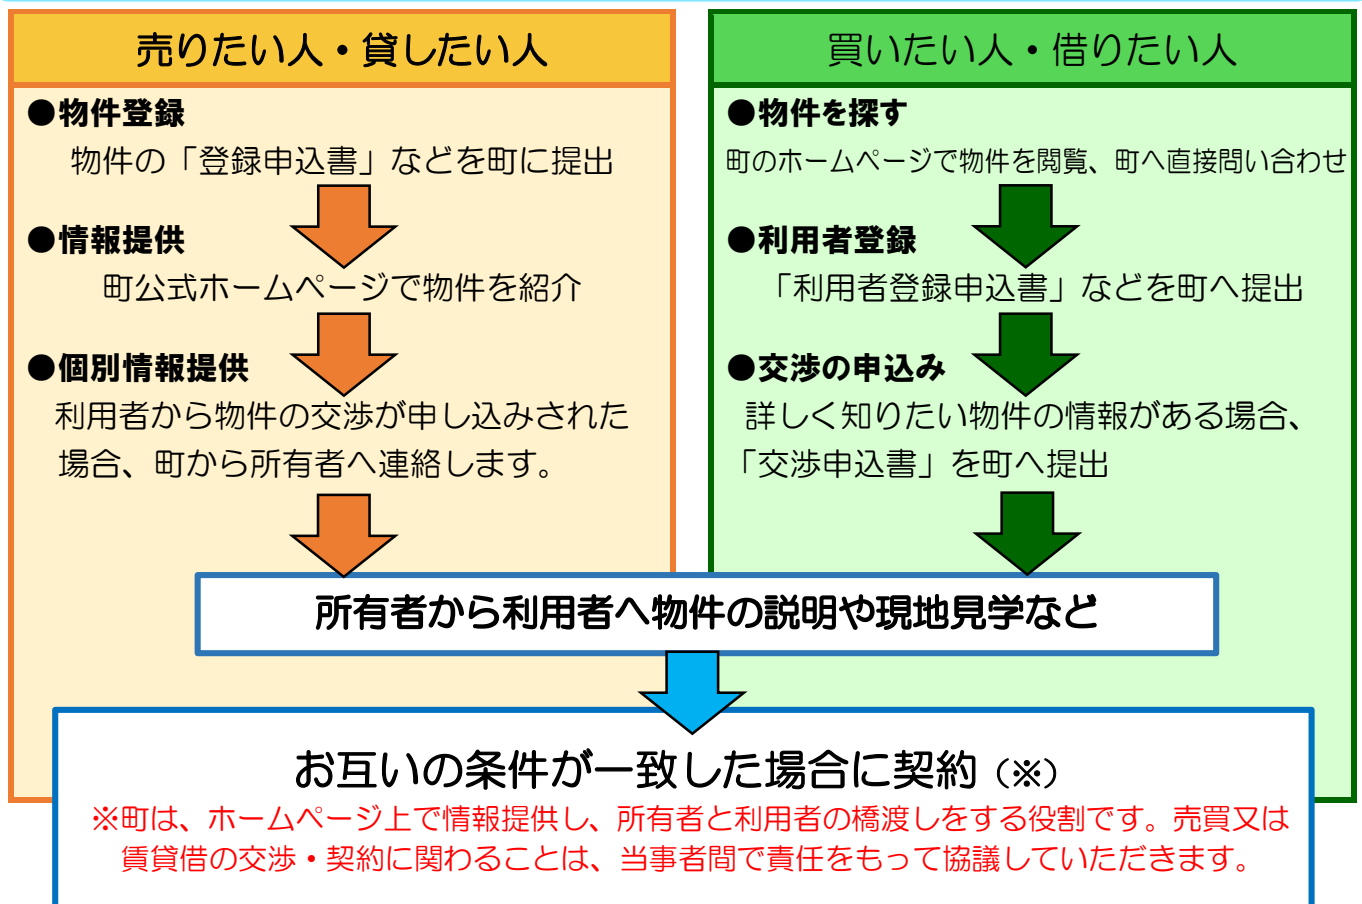 売りたい人・貸したい人
●物件登録
物件の「登録申込書」などを町に提出
●情報提供
町公式ホームページで物件を紹介
●個別情報提供
利用者から物件の交渉が申し込みされた
場合、町から所有者へ連絡します。
買いたい人・借りたい人
●物件を探す
町のホームページで物件を閲覧、町へ直接問い合わせ
●利用者登録
「利用者登録申込書」などを町へ提出
●交渉の申込み
詳しく知りたい物件の情報がある場合、
「交渉申込書」を町へ提出
所有者から利用者へ物件の説明や現地見学など
お互いの条件が一致した場合に契約（※）
※町は、ホームページ上で情報提供し、所有者と利用者の橋渡しをする役割です。売買又は
賃貸借の交渉・契約に関わることは、当事者間で責任をもって協議していただきます。